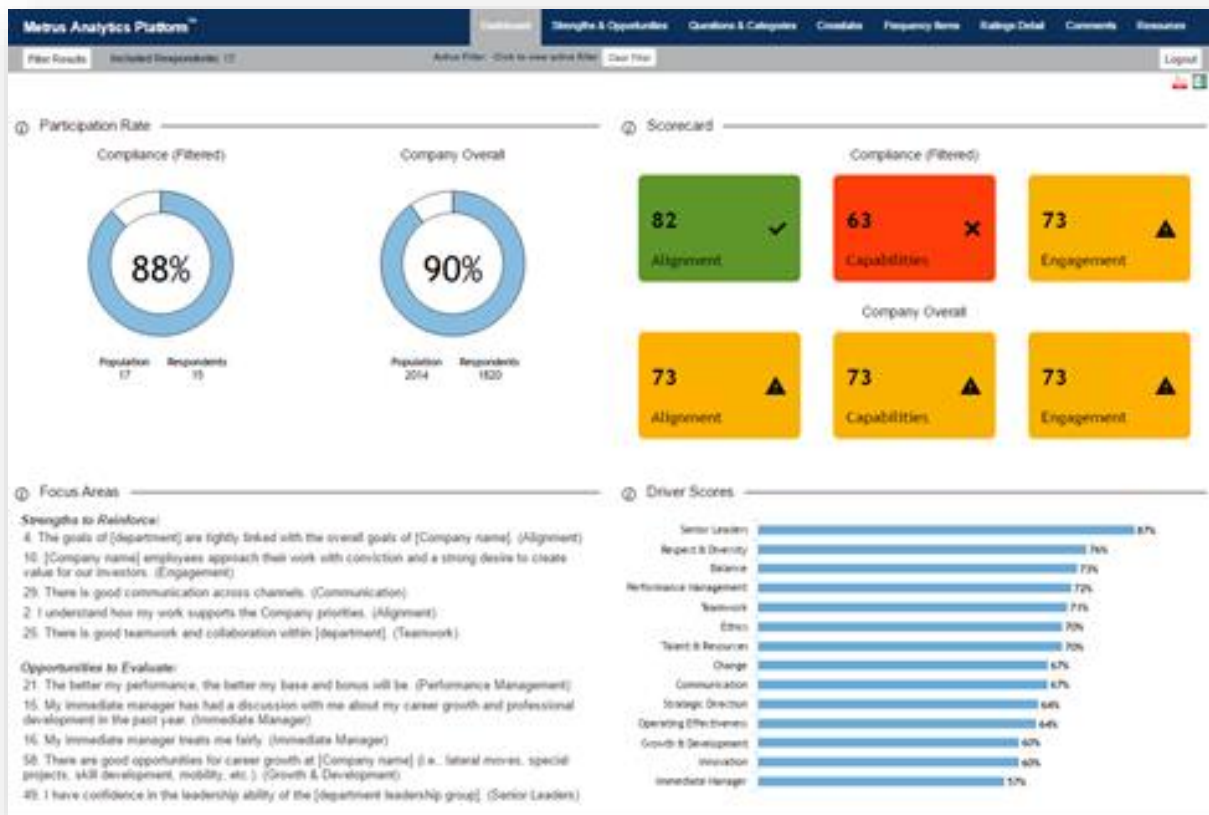 Metrus Analytics Platform™
Dashboard Strengths & Opportunities Questions & Categories Crosstabs Frequency Items Ratings Detail Comments Resources
Filter Results Included Respondents:
Active Filter: Click to view active filter Clear Filter
Logout
Participation Rate
Compliance (Filtered)
Company Overall
88%
90%
Population Respondents
17 15
Population Respondents
2014 1820
Scorecard
Compliance (Filtered)
82
Alignment
63
Capabilities
73
Engagement
Company Overall
73
Alignment
73
Capabilities
73
Engagement
Focus Areas
Strengths to Reinforce:
4. The goals of [department] are tightly linked with the overall goals of [Company name]. (Alignment)
10. [Company name] employees approach their work with conviction and a strong desire to create
value for our investors. (Engagement)
29. There is good communication across channels. (Communication)
2. I understand how my work supports the Company priorities. (Alignment)
25. There is good teamwork and collaboration within [department]. (Teamwork)
Opportunities to Evaluate:
21. The better my performance, the better my base and bonus will be. (Performance Management)
15. My immediate manager has had a discussion with me about my career growth and professional
development in the past year. (Immediate Manager)
16. My immediate manager treats me fairly. (Immediate Manager)
58. There are good opportunities for career growth at [Company name] (i.e., lateral moves, special
projects, skill development, mobility, etc.). (Growth & Development)
49. I have confidence in the leadership ability of the [department leadership group]. (Senior Leaders)
Driver Scores
Senior Leaders 87%
Respect & Diversity 76%
Balance 73%
Performance Management 72%
Teamwork 71%
Ethics 70%
Talent & Resources 70%
Change 67%
Communication 67%
Strategic Direction 64%
Operating Effectiveness 64%
Growth & Development 60%
Innovation 60%
Immediate Manager 57%